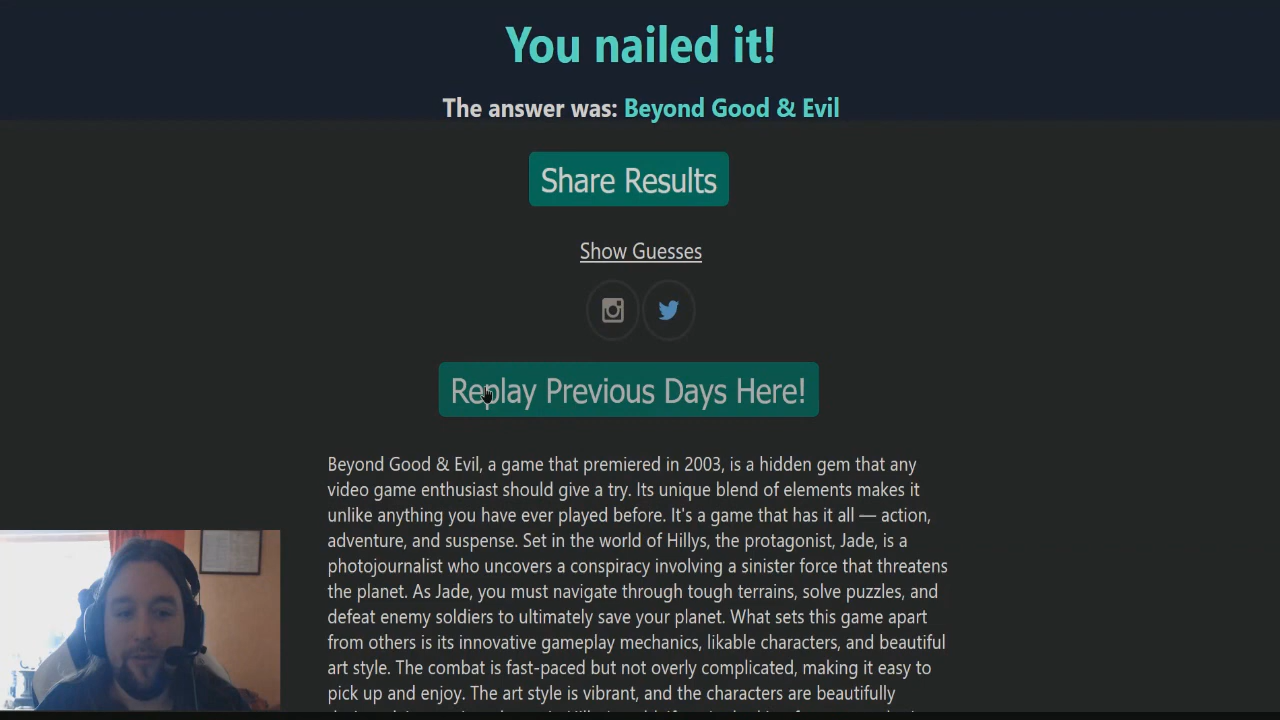 You nailed it!
The answer was: Beyond Good & Evil
Share Results
Show Guesses
Replay Previous Days Here!
Beyond Good & Evil, a game that premiered in 2003, is a hidden gem that any
video game enthusiast should give a try. Its unique blend of elements makes it
unlike anything you have ever played before. It's a game that has it all — action,
adventure, and suspense. Set in the world of Hillys, the protagonist, Jade, is a
photojournalist who uncovers a conspiracy involving a sinister force that threatens
the planet. As Jade, you must navigate through tough terrains, solve puzzles, and
defeat enemy soldiers to ultimately save your planet. What sets this game apart
from others is its innovative gameplay mechanics, likable characters, and beautiful
art style. The combat is fast-paced but not overly complicated, making it easy to
pick up and enjoy. The art style is vibrant, and the characters are beautifully